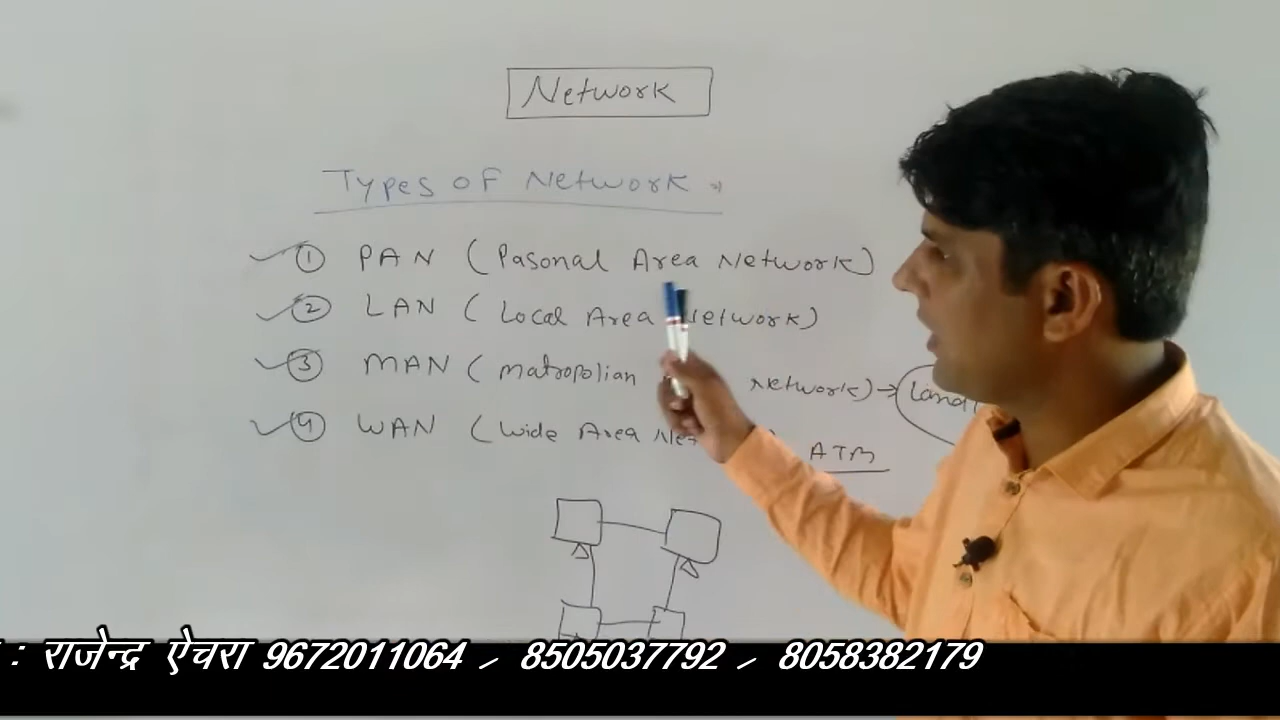 Network
Types of Network :-
① PAN ( Pasonal Area Network )
② LAN ( Local Area Network )
③ MAN ( Matropolian Network ) →
④ WAN ( Wide Area
ATM
: राजेन्द्र ऐचरा 9672011064 , 8505037792 , 8058382179